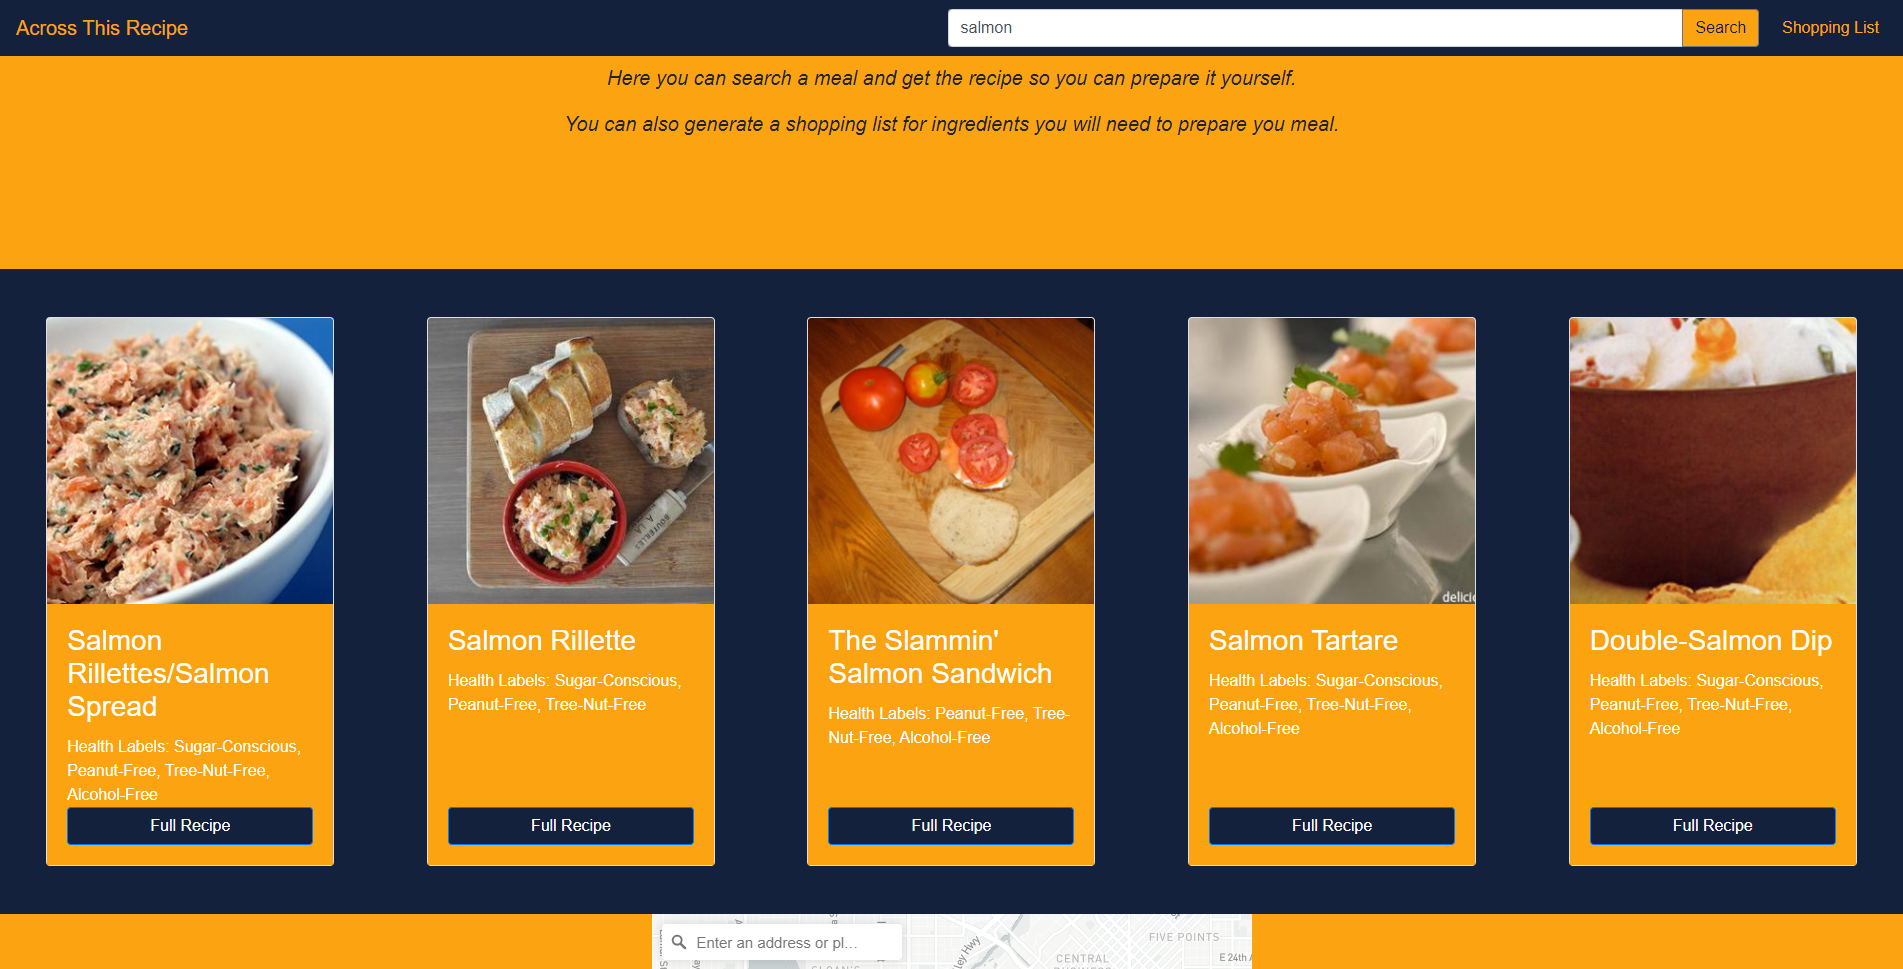 Across This Recipe
salmon
Search
Shopping List
Here you can search a meal and get the recipe so you can prepare it yourself.
You can also generate a shopping list for ingredients you will need to prepare you meal.
Salmon
Rillettes/Salmon
Spread
Health Labels: Sugar-Conscious,
Peanut-Free, Tree-Nut-Free,
Alcohol-Free
Full Recipe
Salmon Rillette
Health Labels: Sugar-Conscious,
Peanut-Free, Tree-Nut-Free
Full Recipe
The Slammin'
Salmon Sandwich
Health Labels: Peanut-Free, Tree-
Nut-Free, Alcohol-Free
Full Recipe
delicio
Salmon Tartare
Health Labels: Sugar-Conscious,
Peanut-Free, Tree-Nut-Free,
Alcohol-Free
Full Recipe
Double-Salmon Dip
Health Labels: Sugar-Conscious,
Peanut-Free, Tree-Nut-Free,
Alcohol-Free
Full Recipe
Enter an address or pl...
FIVE POINTS
CENTRAL
E 24th